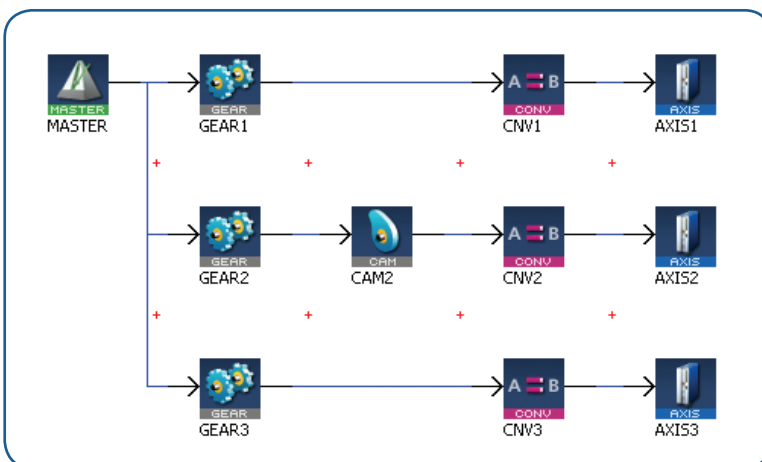 MASTER
MASTER
GEAR
GEAR1
A B
CONV
CNV1
AXIS
AXIS1
GEAR
GEAR2
CAM
CAM2
A B
CONV
CNV2
AXIS
AXIS2
GEAR
GEAR3
A B
CONV
CNV3
AXIS
AXIS3